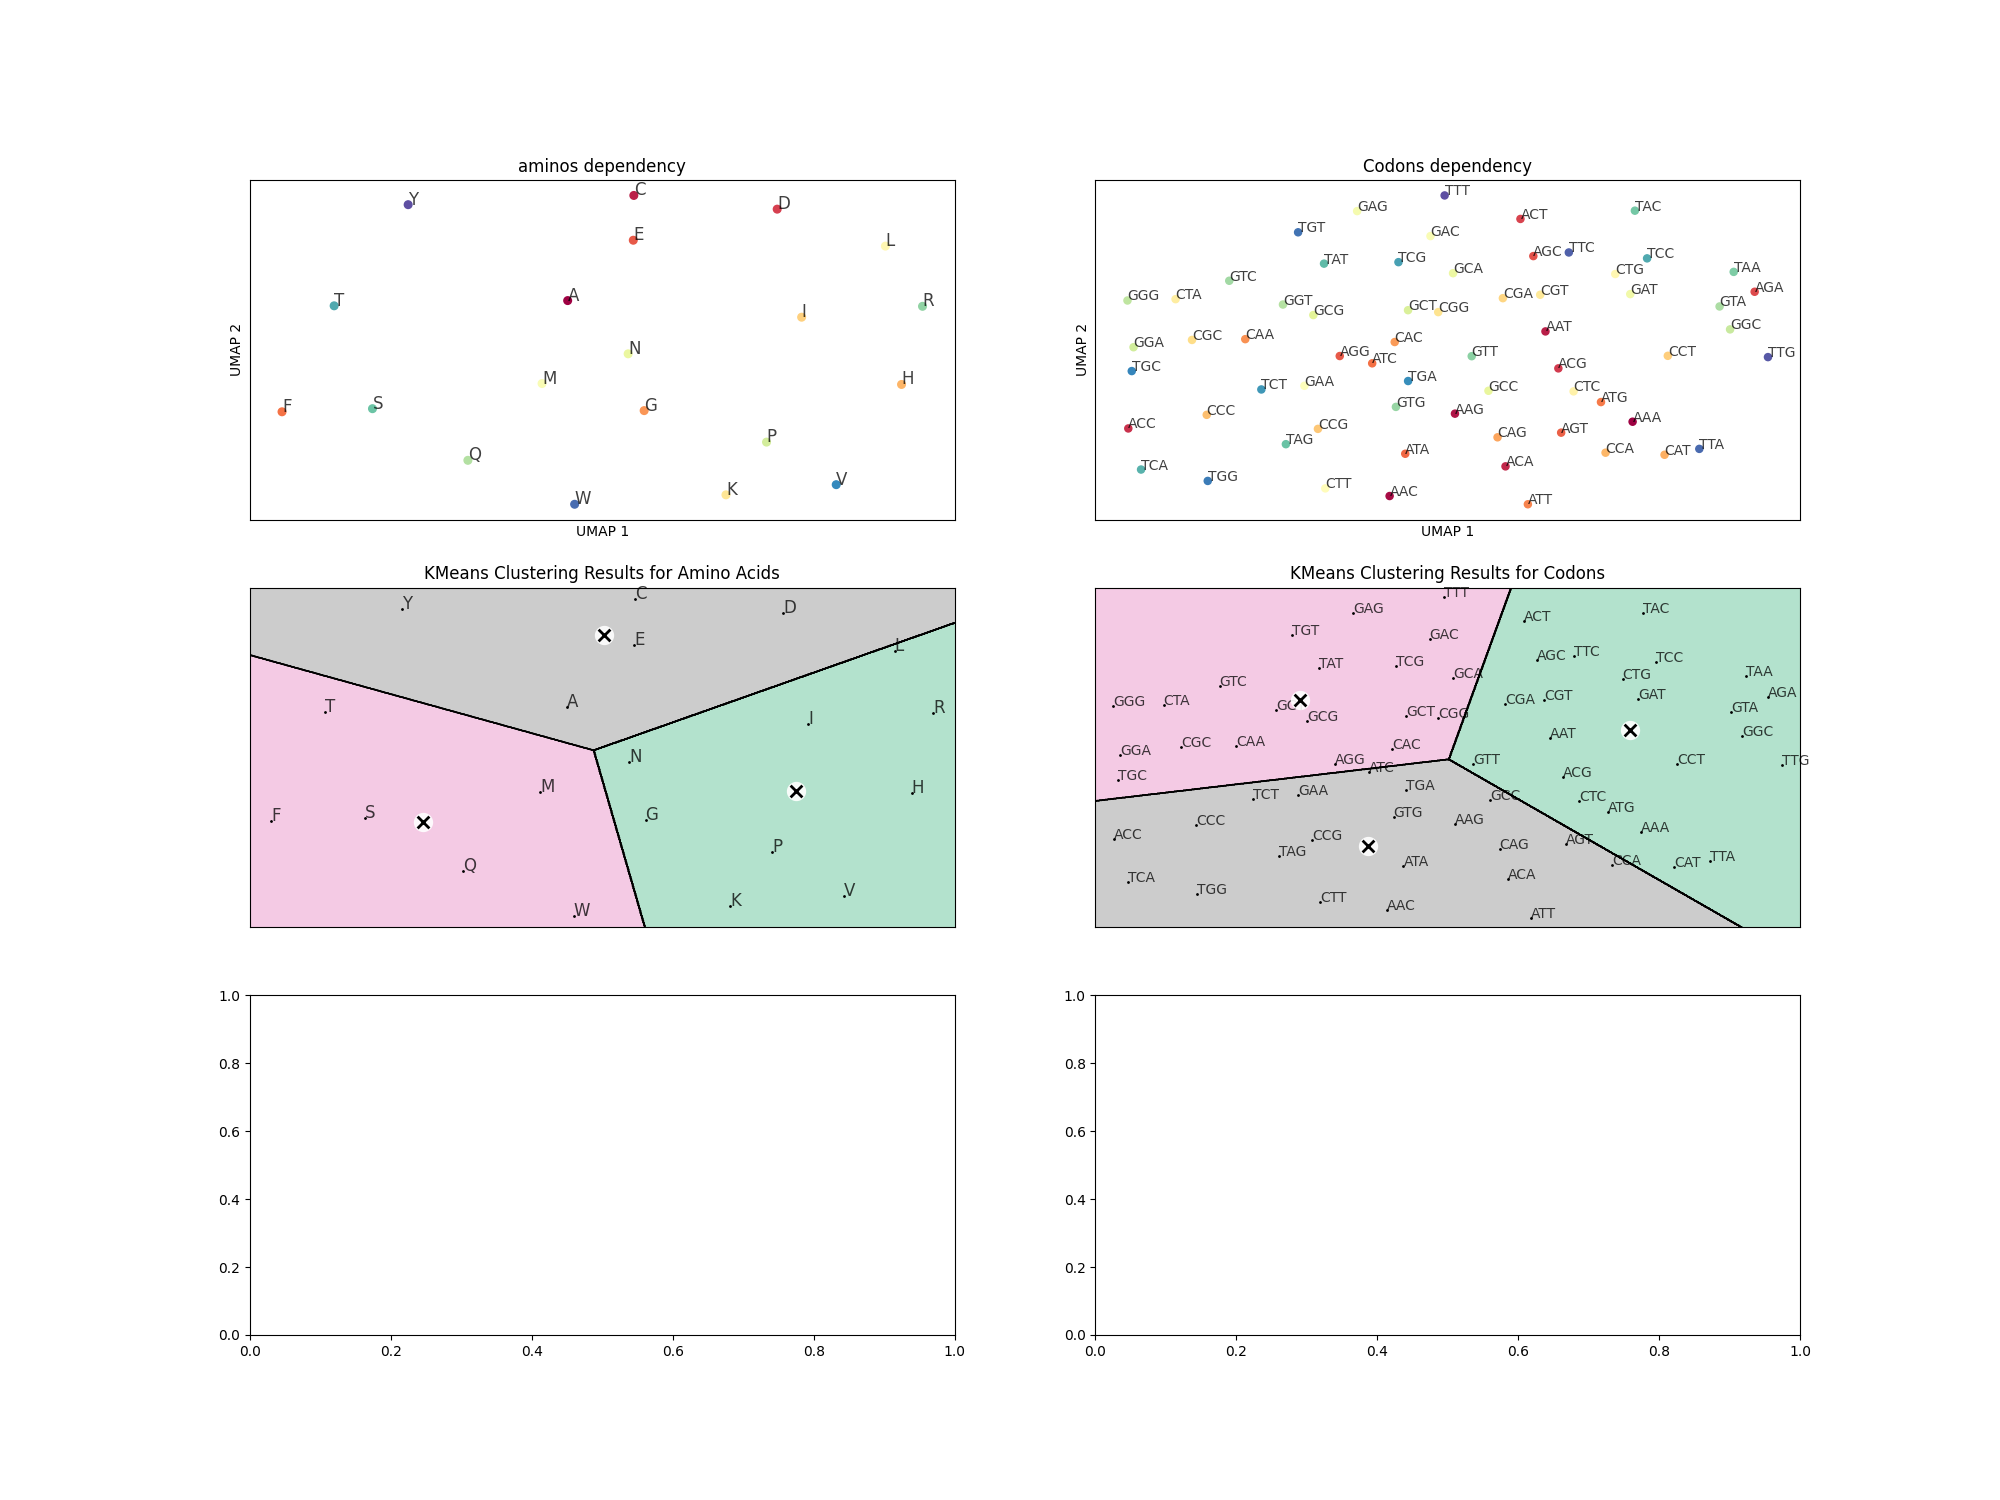 aminos dependency
Y
C
D
E
L
T
A
R
I
N
M
H
F
S
G
P
Q
W
K
V
UMAP 2
UMAP 1
Codons dependency
TTT
GAG
TAC
ACT
TGT
GAC
AGC
TTC
TCC
TAT
TCG
GCA
CTG
TAA
GTC
GGG
CTA
GGT
GCG
GCT
CGG
CGA
CGT
GAT
AGA
GTA
GGC
AAT
GGA
CGC
CAA
CAC
AGG
ATC
GTT
CCT
TTG
TGC
ACG
TCT
GAA
TGA
GCC
CTC
ATG
CCC
GTG
AAG
AAA
ACC
CCG
TAG
CAG
AGT
ATA
CCA
CAT
TTA
TCA
TGG
ACA
CTT
AAC
ATT
UMAP 2
UMAP 1
KMeans Clustering Results for Amino Acids
Y
C
D
E
L
T
A
R
I
N
M
H
F
S
G
P
Q
W
K
V
KMeans Clustering Results for Codons
TTT
GAG
TAC
ACT
TGT
GAC
AGC
TTC
TCC
TAT
TCG
GCA
CTG
TAA
GTC
GGG
CTA
GCG
GCT
CGG
CGA
CGT
GAT
AGA
GTA
GGC
AAT
GGA
CGC
CAA
CAC
AGG
ATC
GTT
CCT
TTG
TGC
ACG
TCT
GAA
TGA
GCC
CTC
ATG
CCC
GTG
AAG
AAA
ACC
CCG
TAG
CAG
AGT
ATA
CCA
CAT
TTA
TCA
TGG
ACA
CTT
AAC
ATT
1.0
0.8
0.6
0.4
0.2
0.0
0.0 0.2 0.4 0.6 0.8 1.0
1.0
0.8
0.6
0.4
0.2
0.0
0.0 0.2 0.4 0.6 0.8 1.0